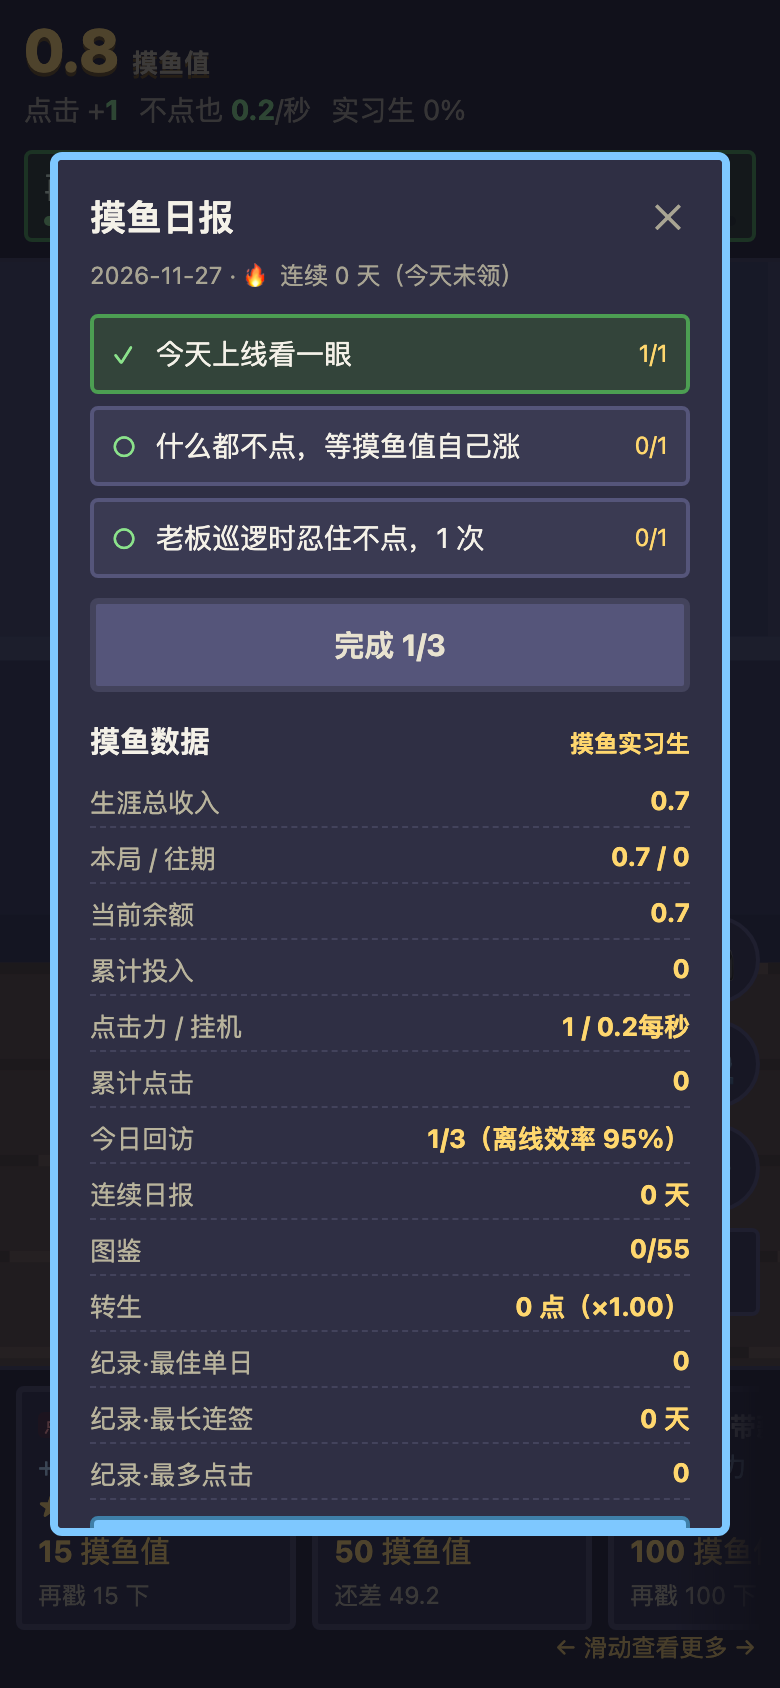 0.8 摸鱼值
点击 +1 不点也 0.2/秒 实习生 0%
摸鱼日报
2026-11-27 · 🔥 连续 0 天（今天未领）
今天上线看一眼 1/1
什么都不点，等摸鱼值自己涨 0/1
老板巡逻时忍住不点，1 次 0/1
完成 1/3
摸鱼数据 摸鱼实习生
生涯总收入 0.7
本局 / 往期 0.7 / 0
当前余额 0.7
累计投入 0
点击力 / 挂机 1 / 0.2每秒
累计点击 0
今日回访 1/3（离线效率 95%）
连续日报 0 天
图鉴 0/55
转生 0 点（×1.00）
纪录·最佳单日 0
纪录·最长连签 0 天
纪录·最多点击 0
15 摸鱼值 50 摸鱼值 100 摸鱼
再戳 15 下 还差 49.2 再戳 100 下
← 滑动查看更多 →